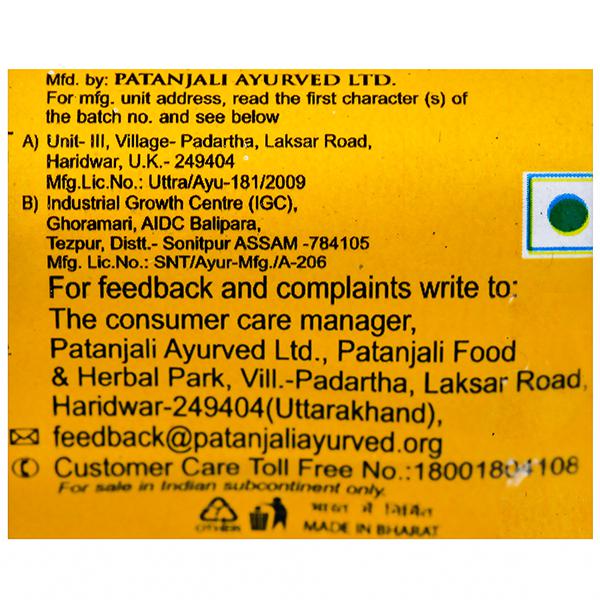 Mfd. by: PATANJALI AYURVED LTD.
For mfg. unit address, read the first character (s) of
the batch no. and see below
A) Unit- III, Village- Padartha, Laksar Road,
Haridwar, U.K.- 249404
Mfg.Lic.No.: Uttra/Ayu-181/2009
B) Industrial Growth Centre (IGC),
Ghoramari, AIDC Balipara,
Tezpur, Distt.- Sonitpur ASSAM -784105
Mfg. Lic.No.: SNT/Ayur-Mfg./A-206
For feedback and complaints write to:
The consumer care manager,
Patanjali Ayurved Ltd., Patanjali Food
& Herbal Park, Vill.-Padartha, Laksar Road,
Haridwar-249404(Uttarakhand),
feedback@patanjaliayurved.org
Customer Care Toll Free No.:18001804108
For sale in Indian subcontinent only.
भारत में निर्मित
OTHERS MADE IN BHARAT